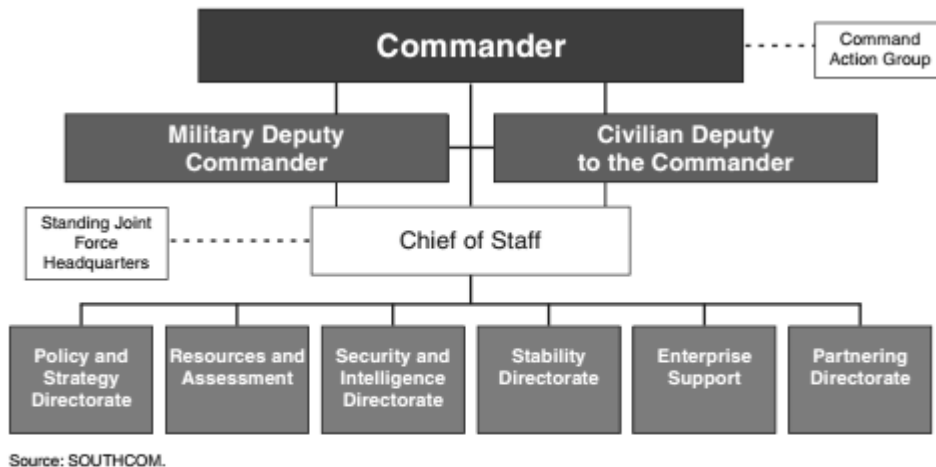 Commander
Command
Action Group
Military Deputy
Commander
Civilian Deputy
to the Commander
Standing Joint
Force
Headquarters
Chief of Staff
Policy and
Strategy
Directorate
Resources and
Assessment
Security and
Intelligence
Directorate
Stability
Directorate
Enterprise
Support
Partnering
Directorate
Source: SOUTHCOM.